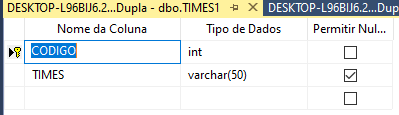 DESKTOP-L96BIJ6.2...Dupla - dbo.TIMES1
DESKTOP-L96BIJ6.2...Dup
Nome da Coluna Tipo de Dados Permitir Nul...
CODIGO int
TIMES varchar(50)